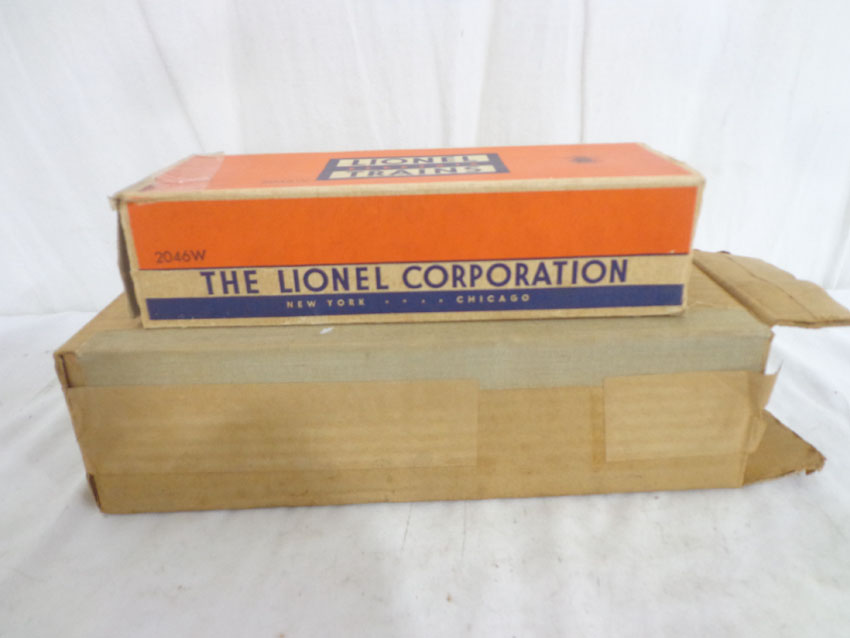 LIONEL
TRAINS
2046W
THE LIONEL CORPORATION
NEW YORK · · · · CHICAGO